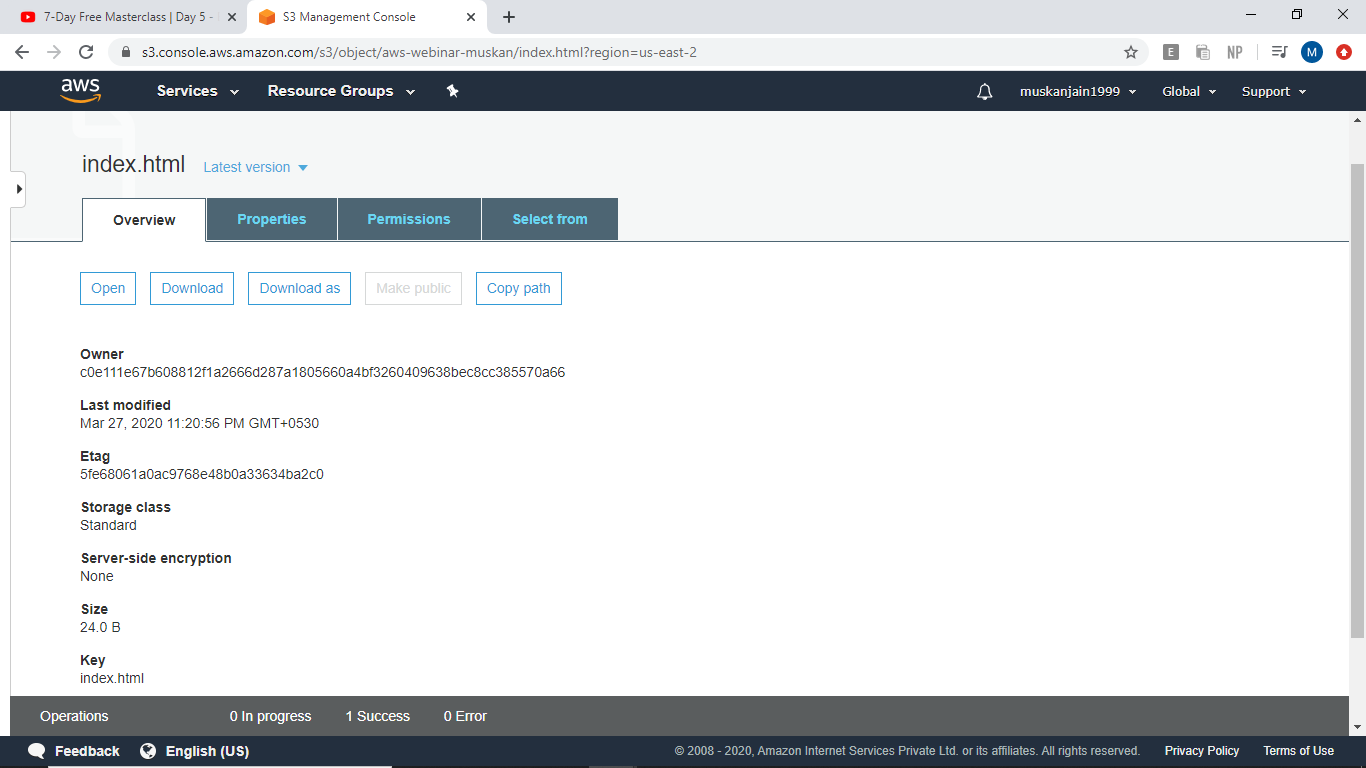 7-Day Free Masterclass | Day 5 -
S3 Management Console
s3.console.aws.amazon.com/s3/object/aws-webinar-muskan/index.html?region=us-east-2
E
NP
M
aws
Services
Resource Groups
muskanjain1999
Global
Support
index.html
Latest version
Overview
Properties
Permissions
Select from
Open
Download
Download as
Make public
Copy path
Owner
c0e111e67b608812f1a2666d287a1805660a4bf3260409638bec8cc385570a66
Last modified
Mar 27, 2020 11:20:56 PM GMT+0530
Etag
5fe68061a0ac9768e48b0a33634ba2c0
Storage class
Standard
Server-side encryption
None
Size
24.0 B
Key
index.html
Operations
0 In progress
1 Success
0 Error
Feedback
English (US)
© 2008 - 2020, Amazon Internet Services Private Ltd. or its affiliates. All rights reserved.
Privacy Policy
Terms of Use